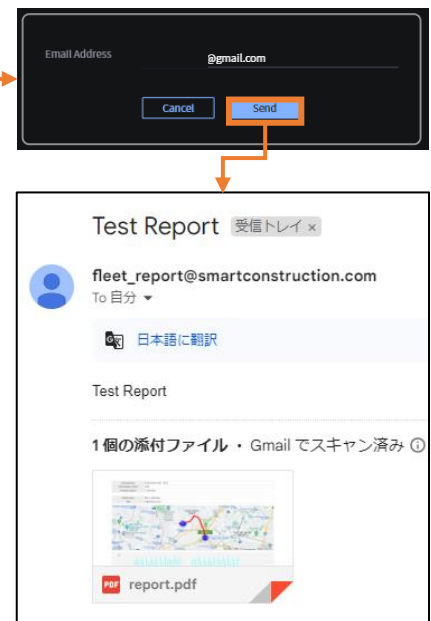 Email Address
@gmail.com
Cancel
Send
Test Report 受信トレイ ×
fleet_report@smartconstruction.com
To 自分
日本語に翻訳
Test Report
1 個の添付ファイル • Gmail でスキャン済み
PDF report.pdf